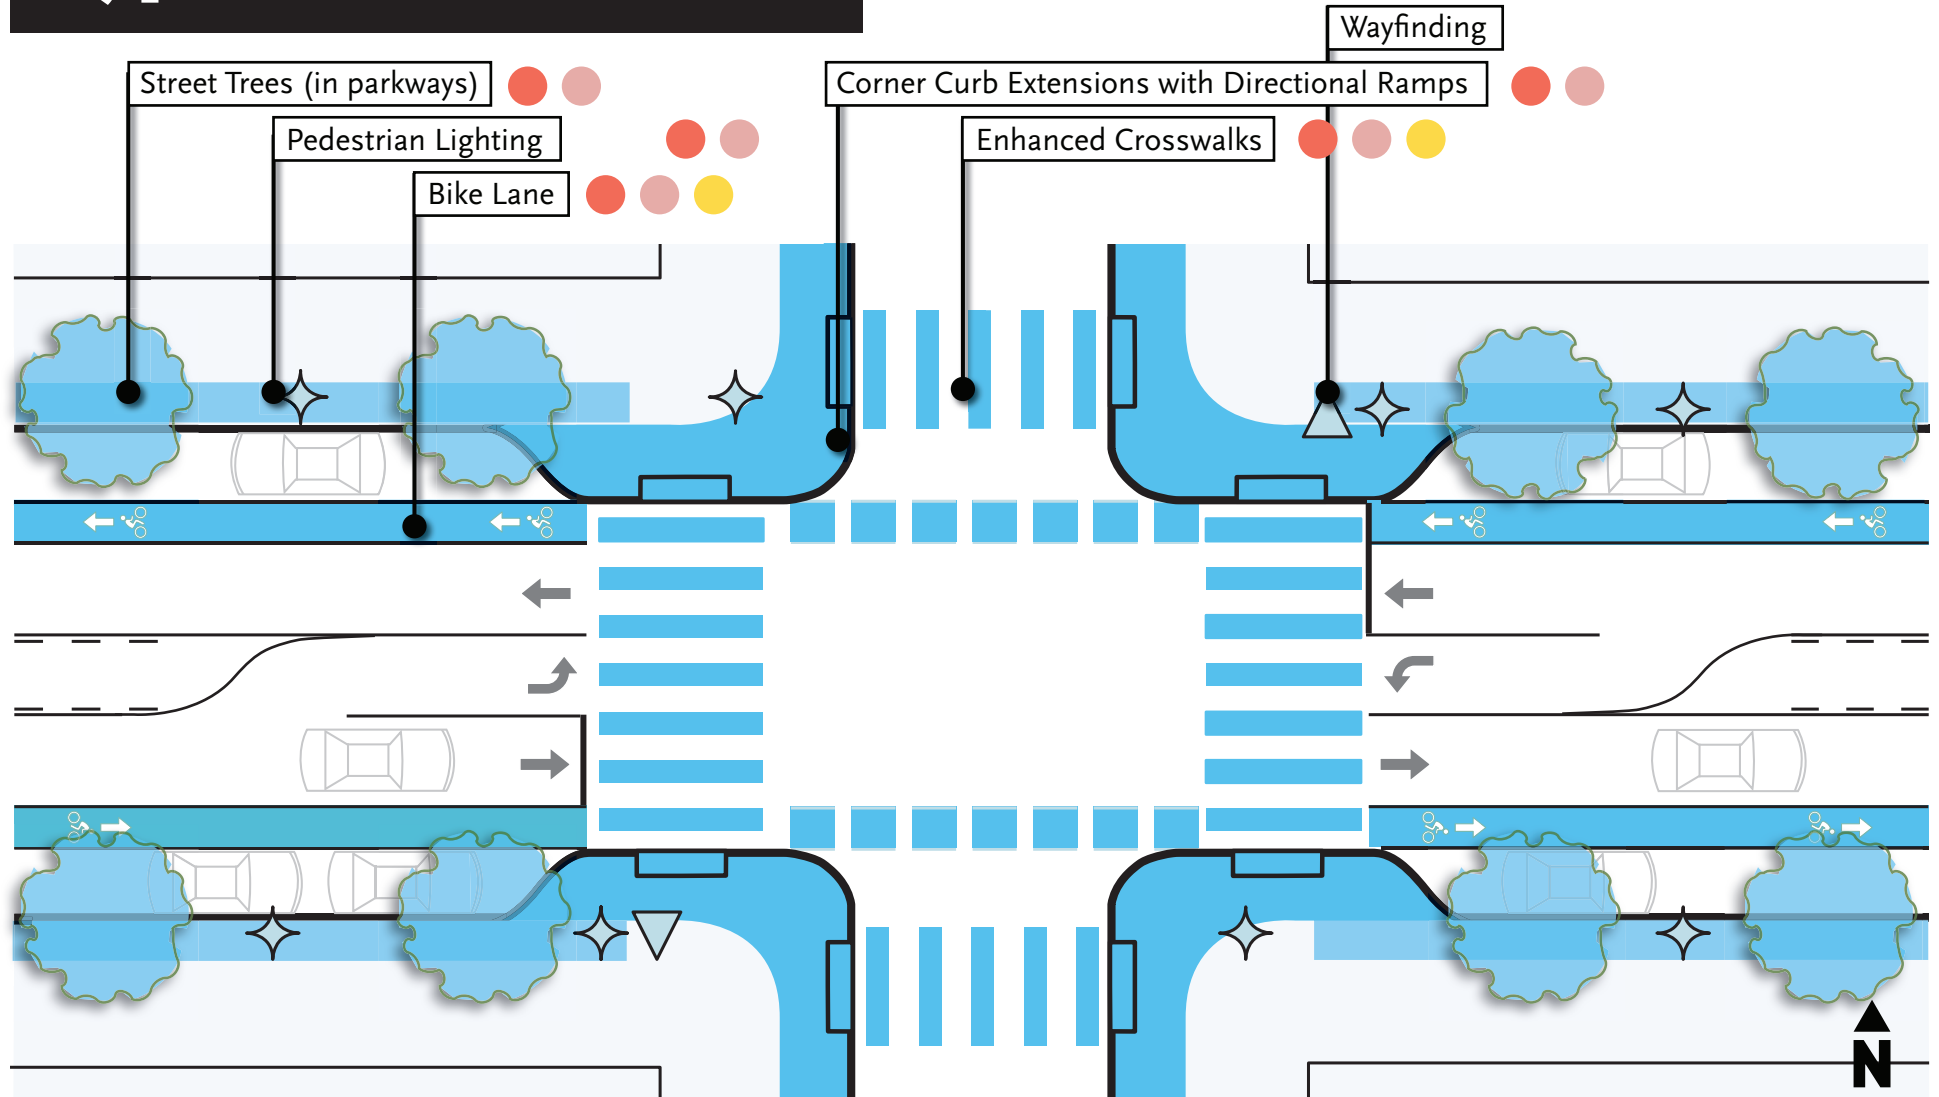 Wayfinding
Street Trees (in parkways)
Corner Curb Extensions with Directional Ramps
Pedestrian Lighting
Enhanced Crosswalks
Bike Lane
N